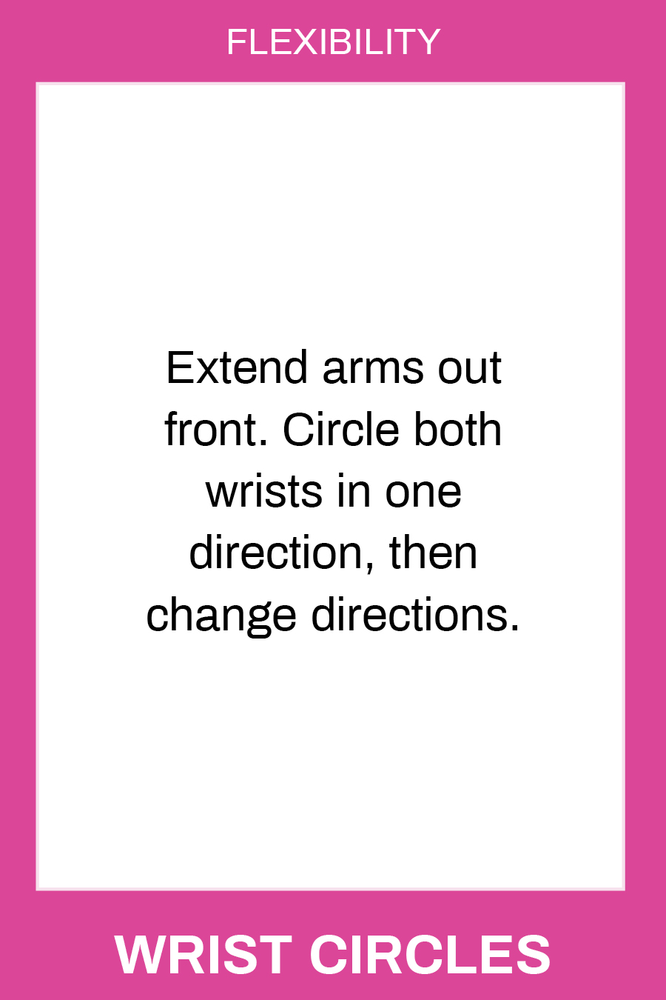 FLEXIBILITY
Extend arms out
front. Circle both
wrists in one
direction, then
change directions.
WRIST CIRCLES